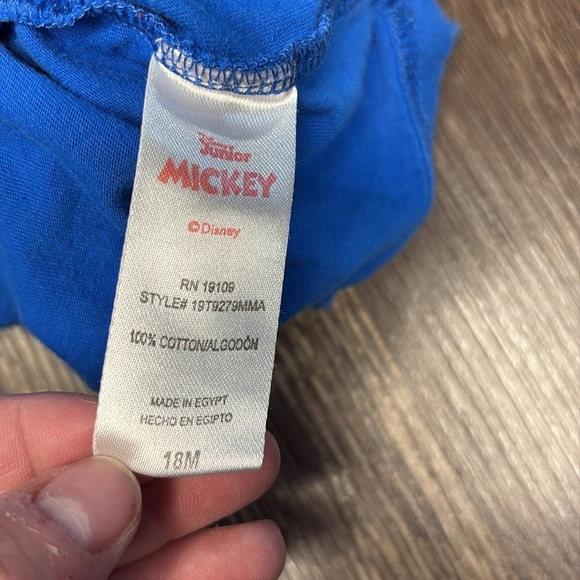 Disney
Junior
MICKEY
©Disney
RN 19109
STYLE# 19T9279MMA
100% COTTON/ALGODÓN
MADE IN EGYPT
HECHO EN EGIPTO
18M